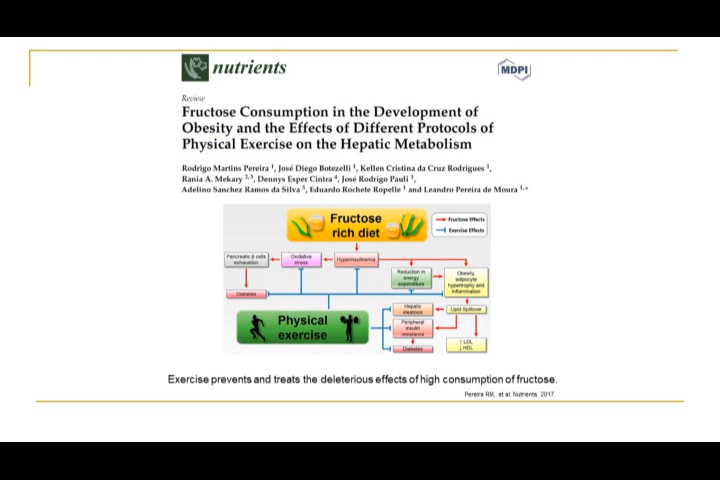 nutrients
MDPI
Review
Fructose Consumption in the Development of
Obesity and the Effects of Different Protocols of
Physical Exercise on the Hepatic Metabolism
Rodrigo Martins Pereira 1, José Diego Botezelli 1, Kellen Cristina da Cruz Rodrigues 1,
Rania A. Mekary 2,3, Dennys Esper Cintra 4, José Rodrigo Pauli 1,
Adelino Sanchez Ramos da Silva 5, Eduardo Rochete Ropelle 1 and Leandro Pereira de Moura 1,*
Fructose
rich diet
Fructose Effects
Exercise Effects
Pancreatic β cells
exhaustion
Oxidative
stress
Hyperinsulinemia
Reduction in
energy
expenditure
Obesity,
adipocyte
hypertrophy and
inflammation
Diabetes
Hepatic
steatosis
Lipid Spillover
Physical
exercise
Peripheral
insulin
resistance
Diabetes
↑ LDL
↓ HDL
Exercise prevents and treats the deleterious effects of high consumption of fructose.
Pereira RM, et al. Nutrients. 2017.